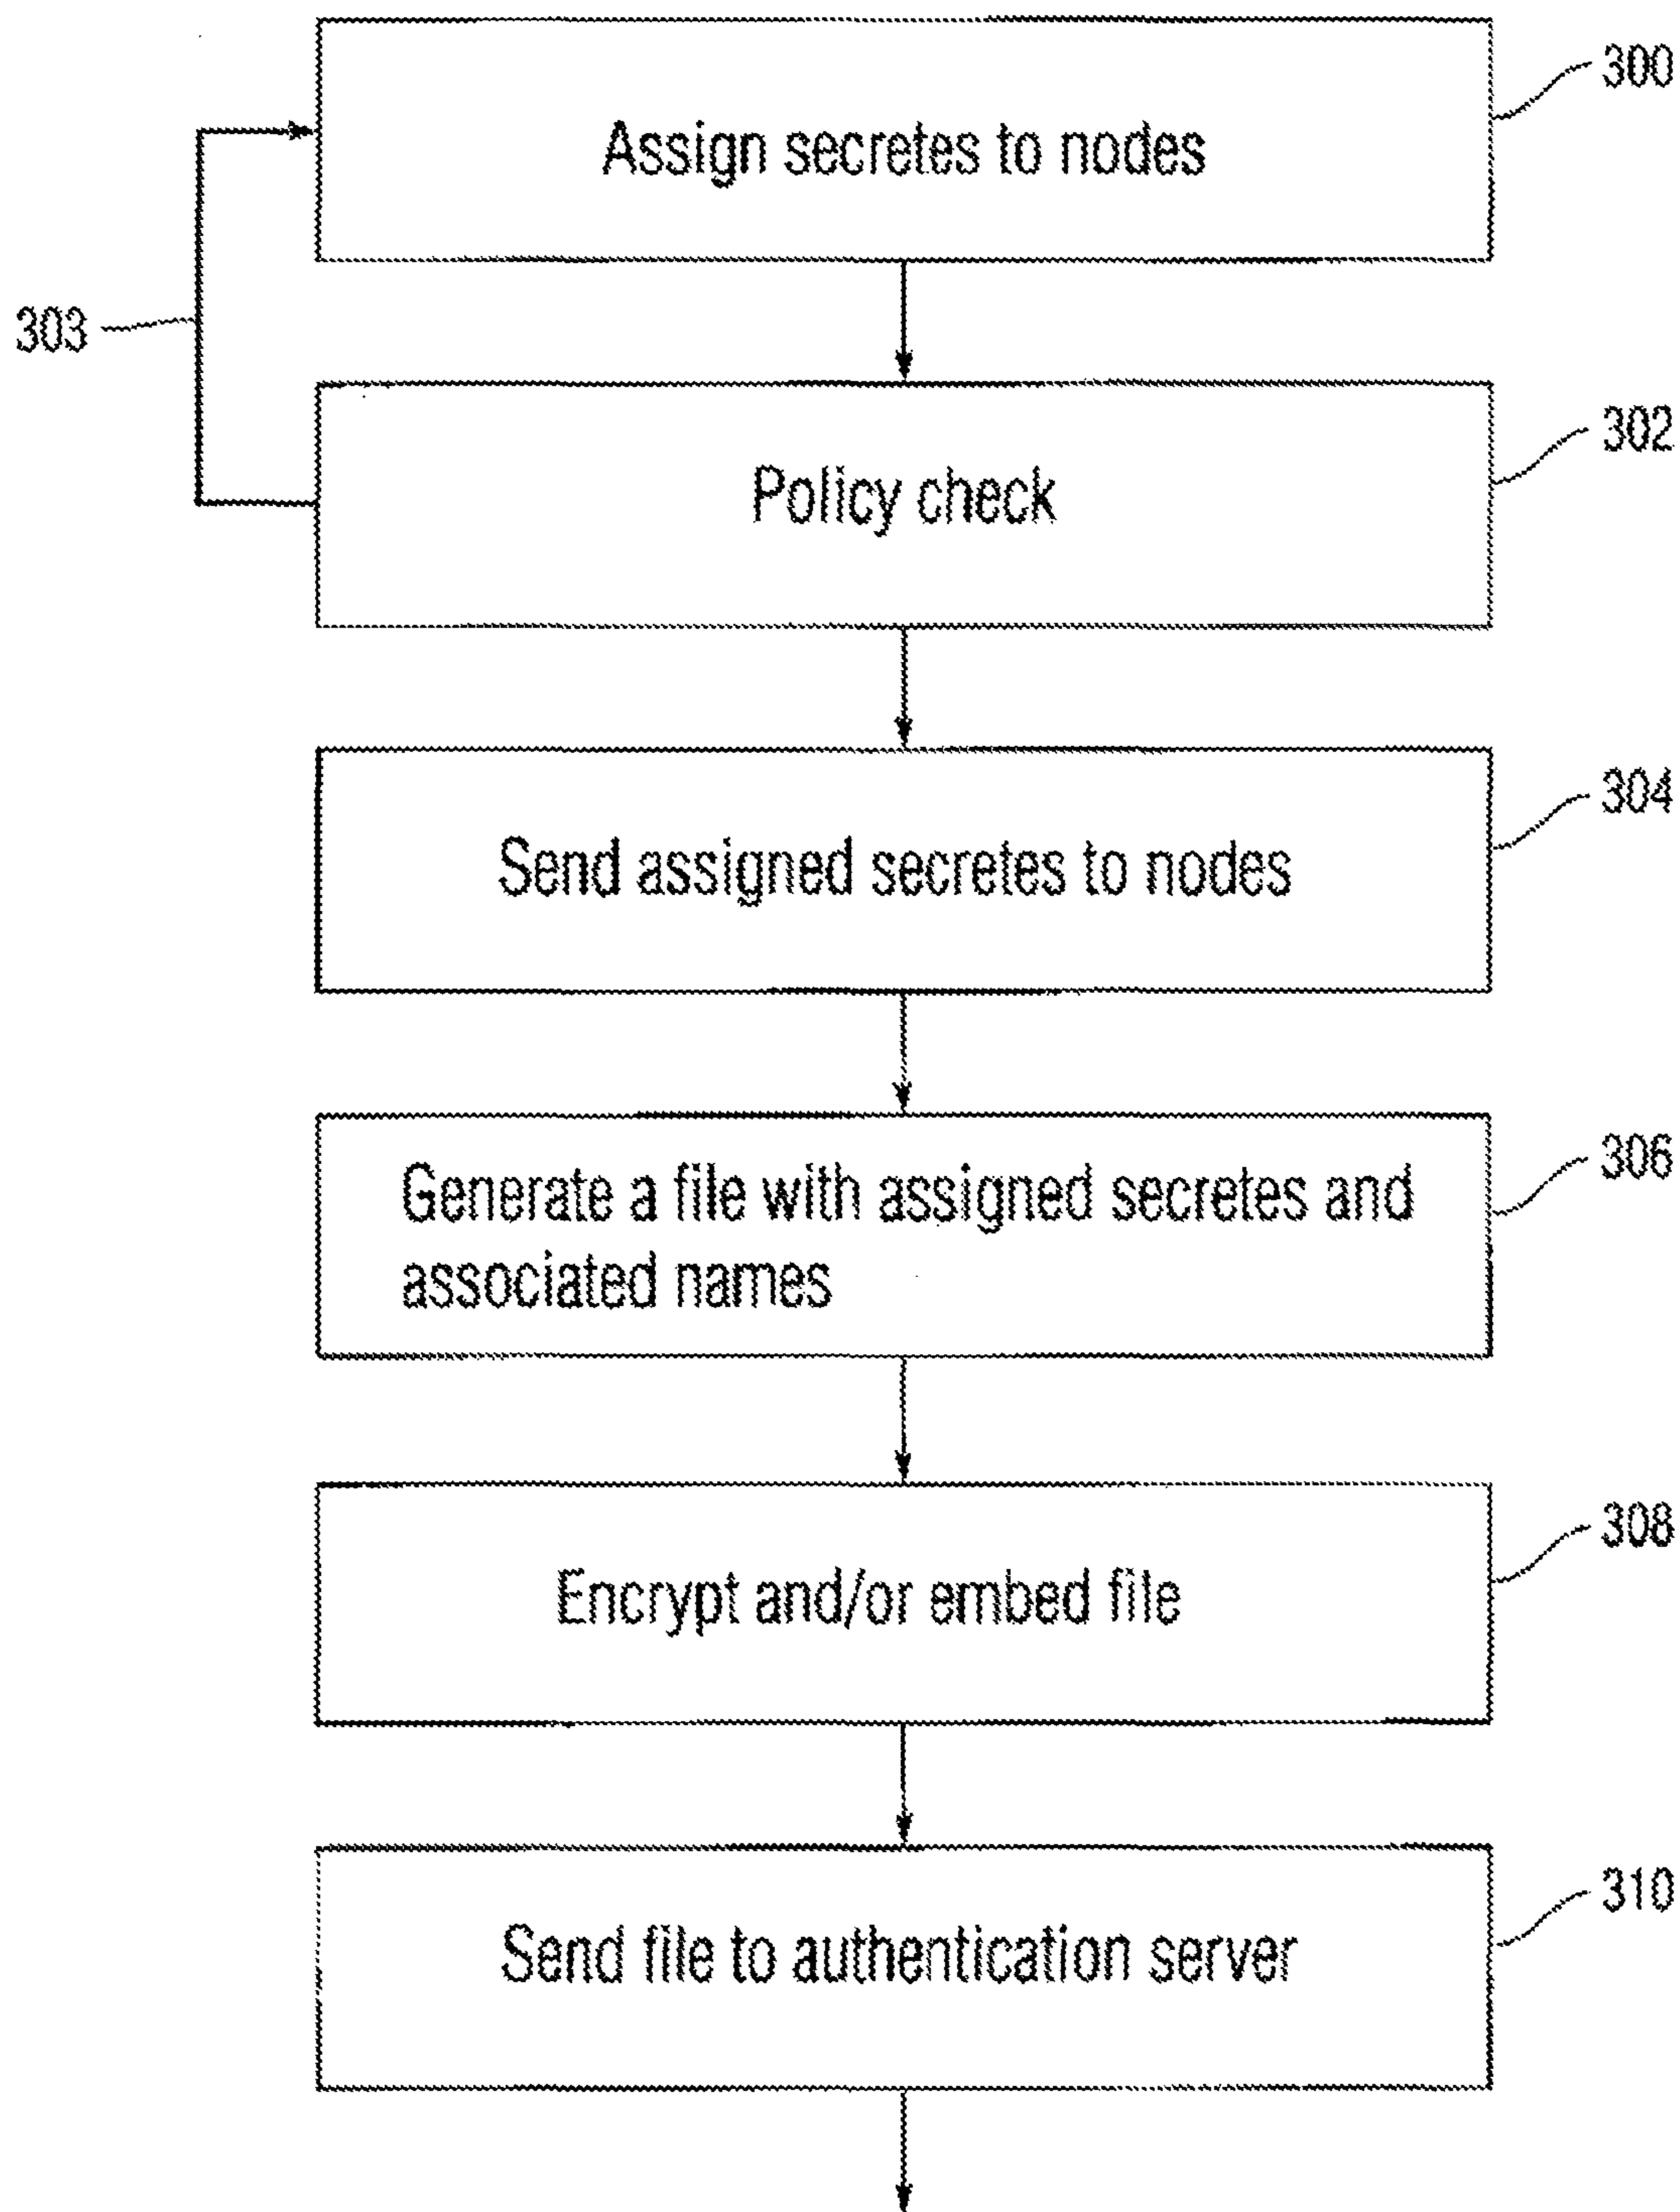 Assign secretes to nodes
300
303
Policy check
302
Send assigned secretes to nodes
304
Generate a file with assigned secretes and
associated names
306
Encrypt and/or embed file
308
Send file to authentication server
310